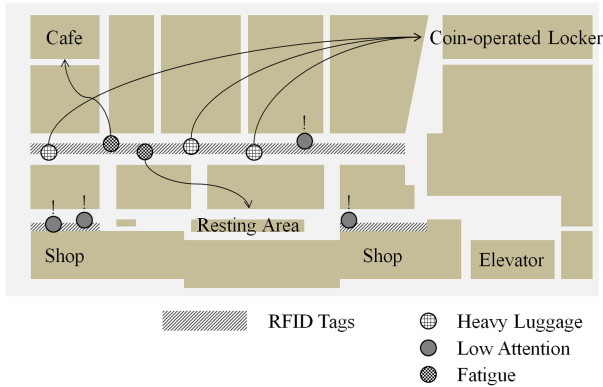 Cafe
Coin-operated Locker
!
! !
!
Resting Area
Shop
Shop
Elevator
RFID Tags
Heavy Luggage
Low Attention
Fatigue